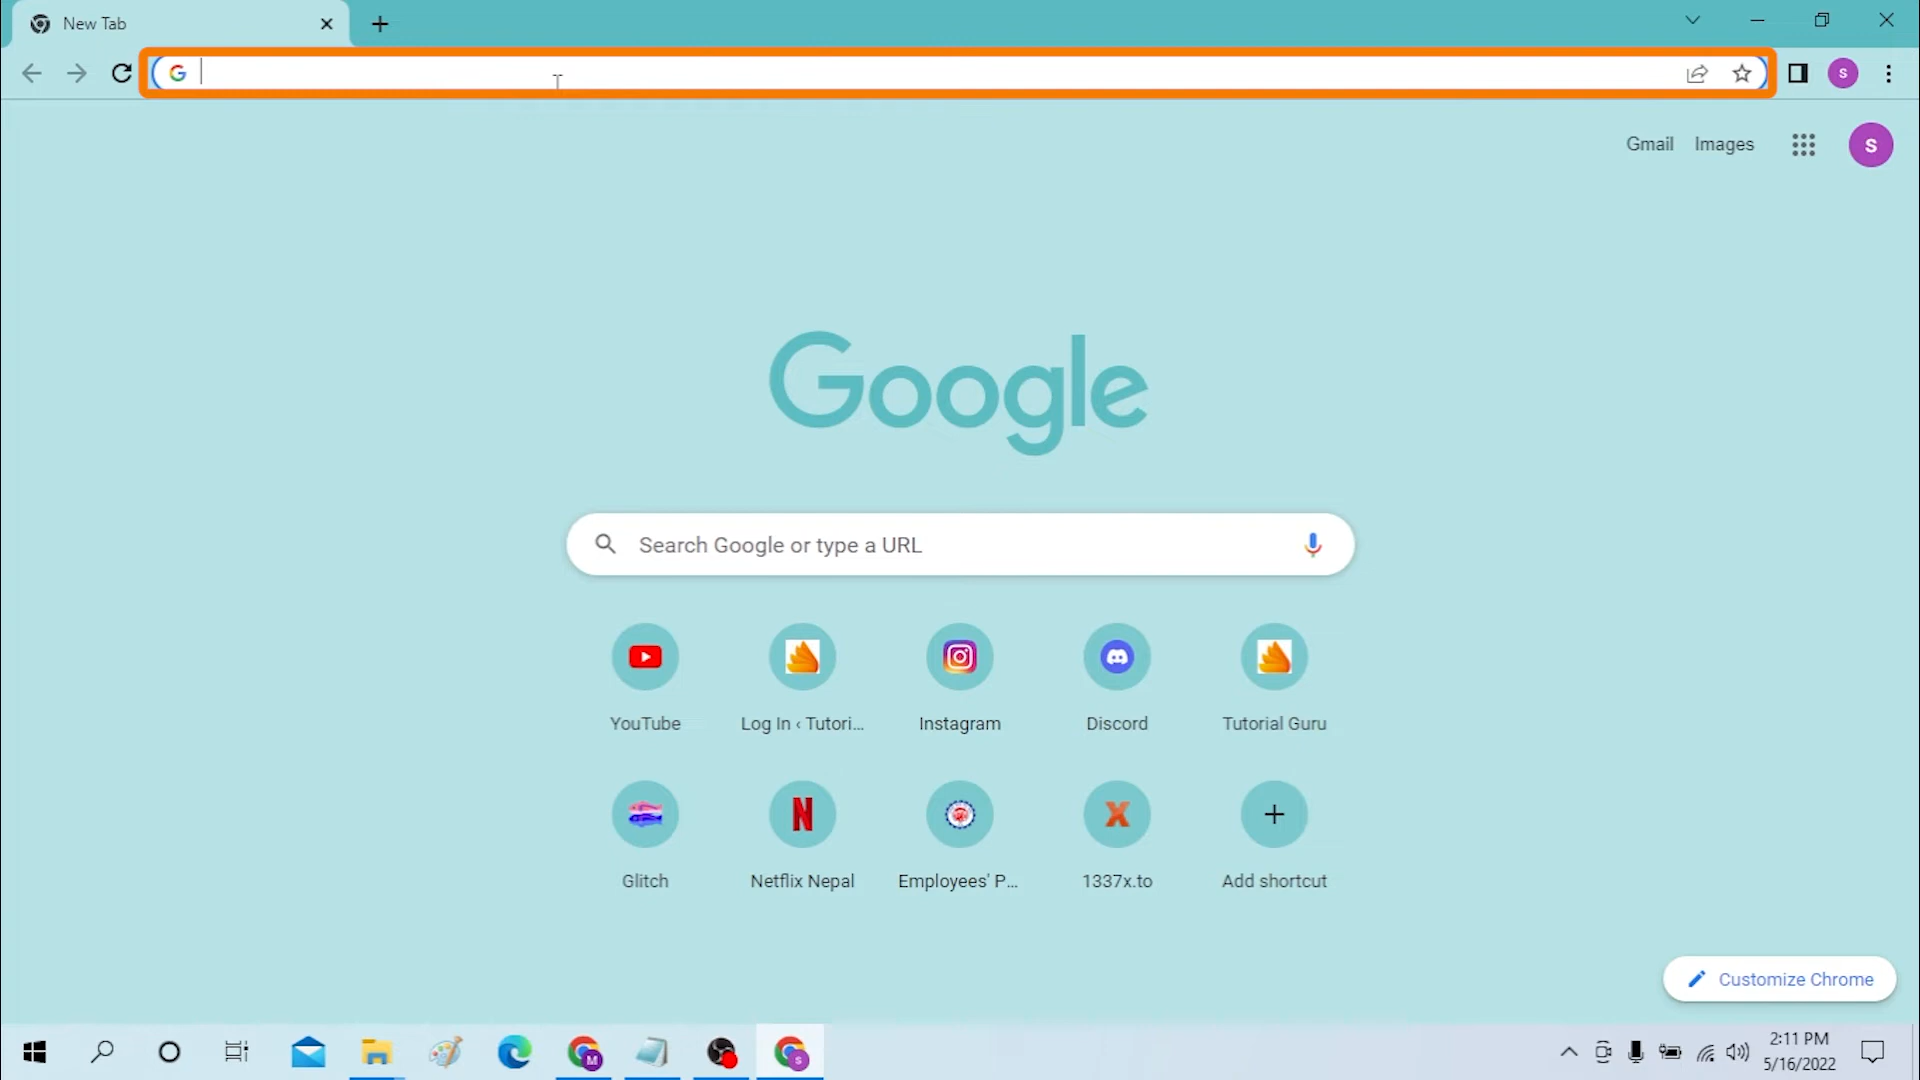 New Tab
S
Gmail Images
S
Google
Search Google or type a URL
YouTube
Log In ‹ Tutori...
Instagram
Discord
Tutorial Guru
Glitch
Netflix Nepal
Employees' P...
1337x.to
Add shortcut
Customize Chrome
M
S
2:11 PM
5/16/2022